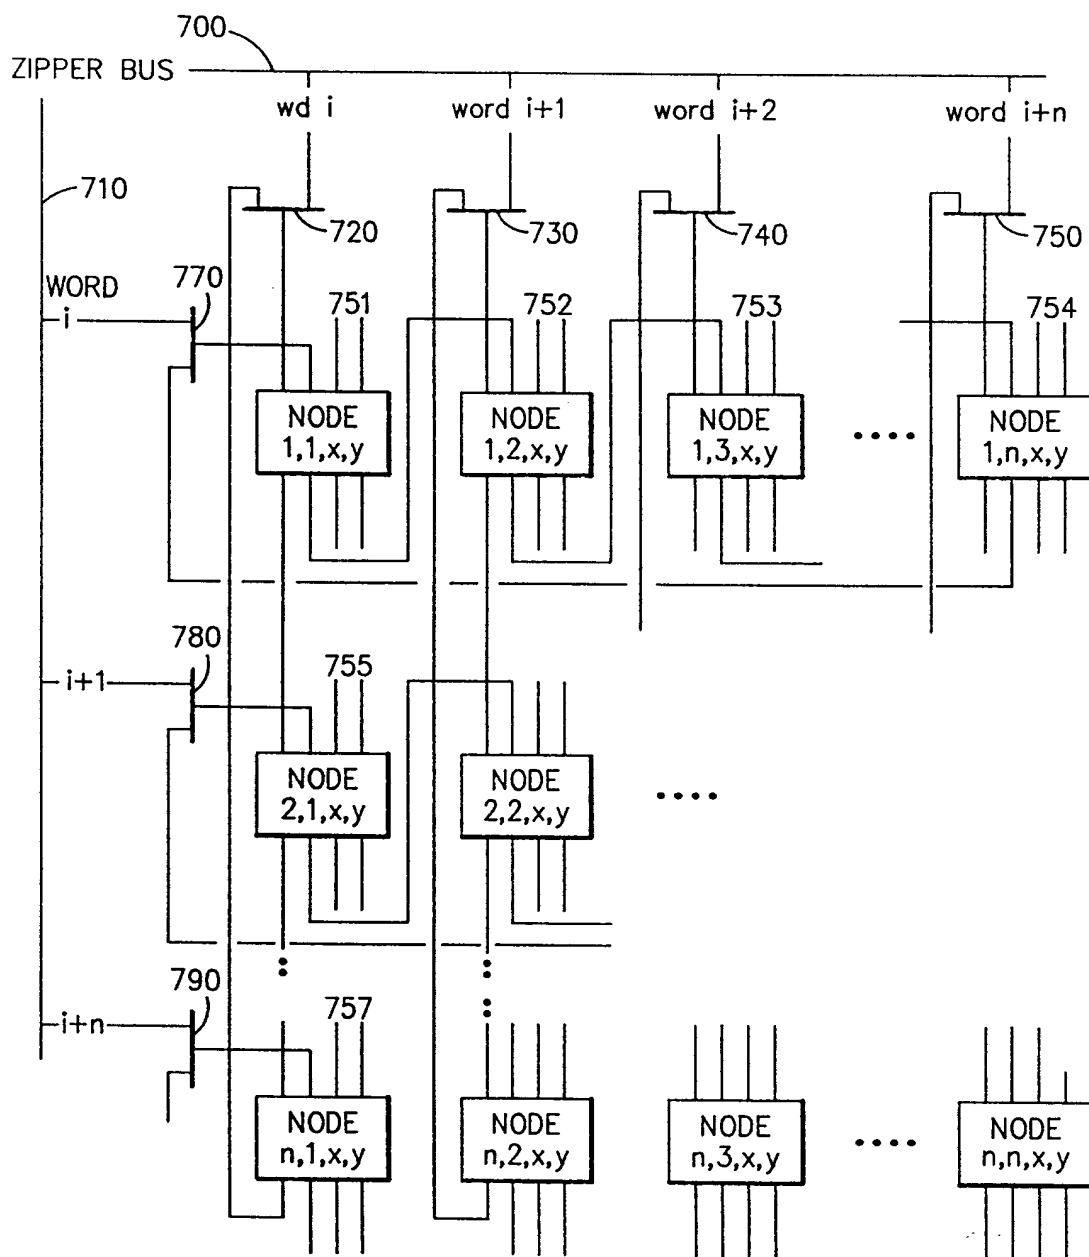 700
ZIPPER BUS
wd i
word i+1
word i+2
word i+n
710
720
730
740
750
WORD
770
i
751
752
753
754
NODE
1,1,x,y
NODE
1,2,x,y
NODE
1,3,x,y
NODE
1,n,x,y
780
i+1
755
NODE
2,1,x,y
NODE
2,2,x,y
790
i+n
757
NODE
n,1,x,y
NODE
n,2,x,y
NODE
n,3,x,y
NODE
n,n,x,y